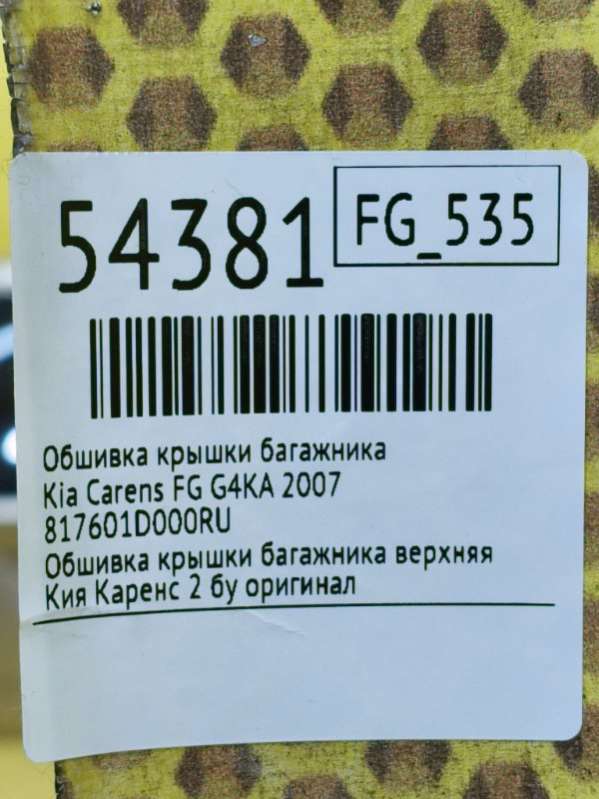 54381
FG_535
Обшивка крышки багажника
Kia Carens FG G4KA 2007
817601D000RU
Обшивка крышки багажника верхняя
Кия Каренс 2 бу оригинал